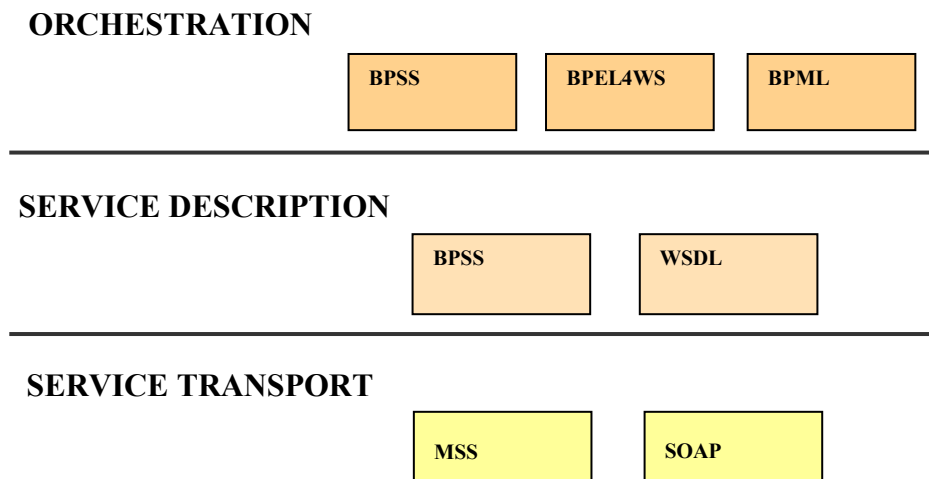 ORCHESTRATION
BPSS BPEL4WS BPML
SERVICE DESCRIPTION
BPSS WSDL
SERVICE TRANSPORT
MSS SOAP